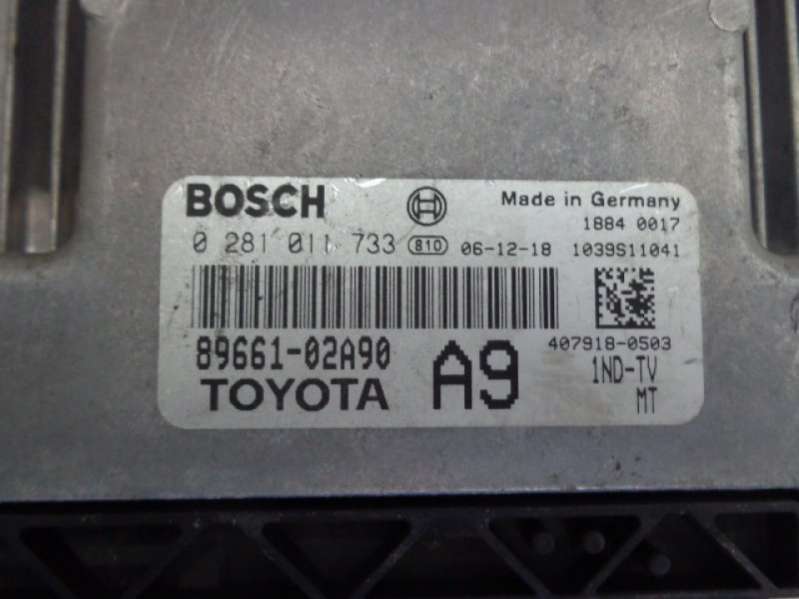 BOSCH
Made in Germany
1884 0017
0 281 011 733 810 06-12-18 1039S11041
407918-0503
89661-02A90
TOYOTA
A9
1ND-TV
MT